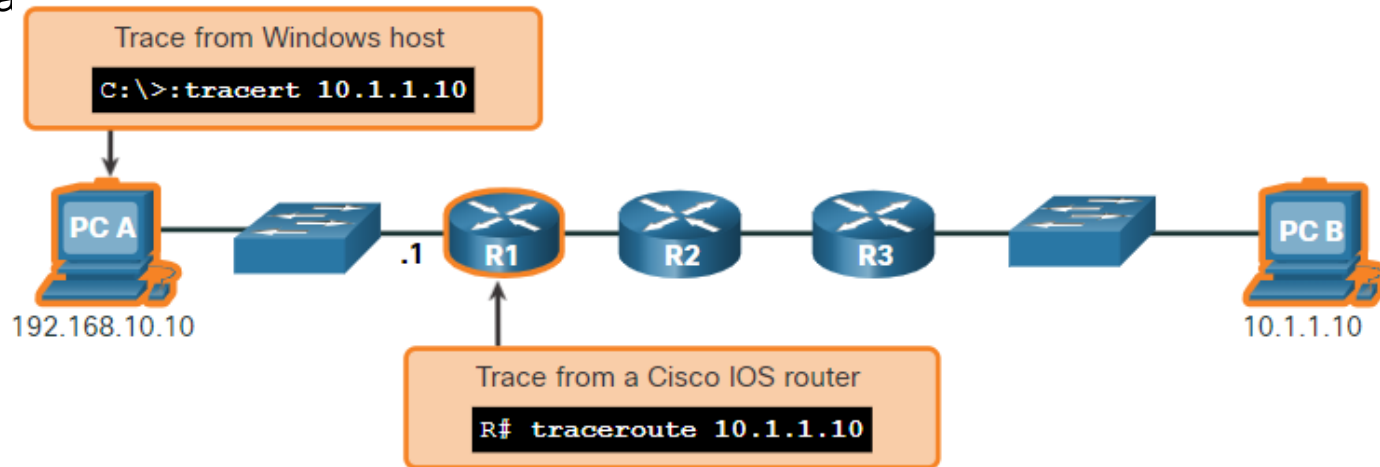 Trace from Windows host
C:\>:tracert 10.1.1.10
PC A
.1
R1
R2
R3
PC B
192.168.10.10
10.1.1.10
Trace from a Cisco IOS router
R# traceroute 10.1.1.10